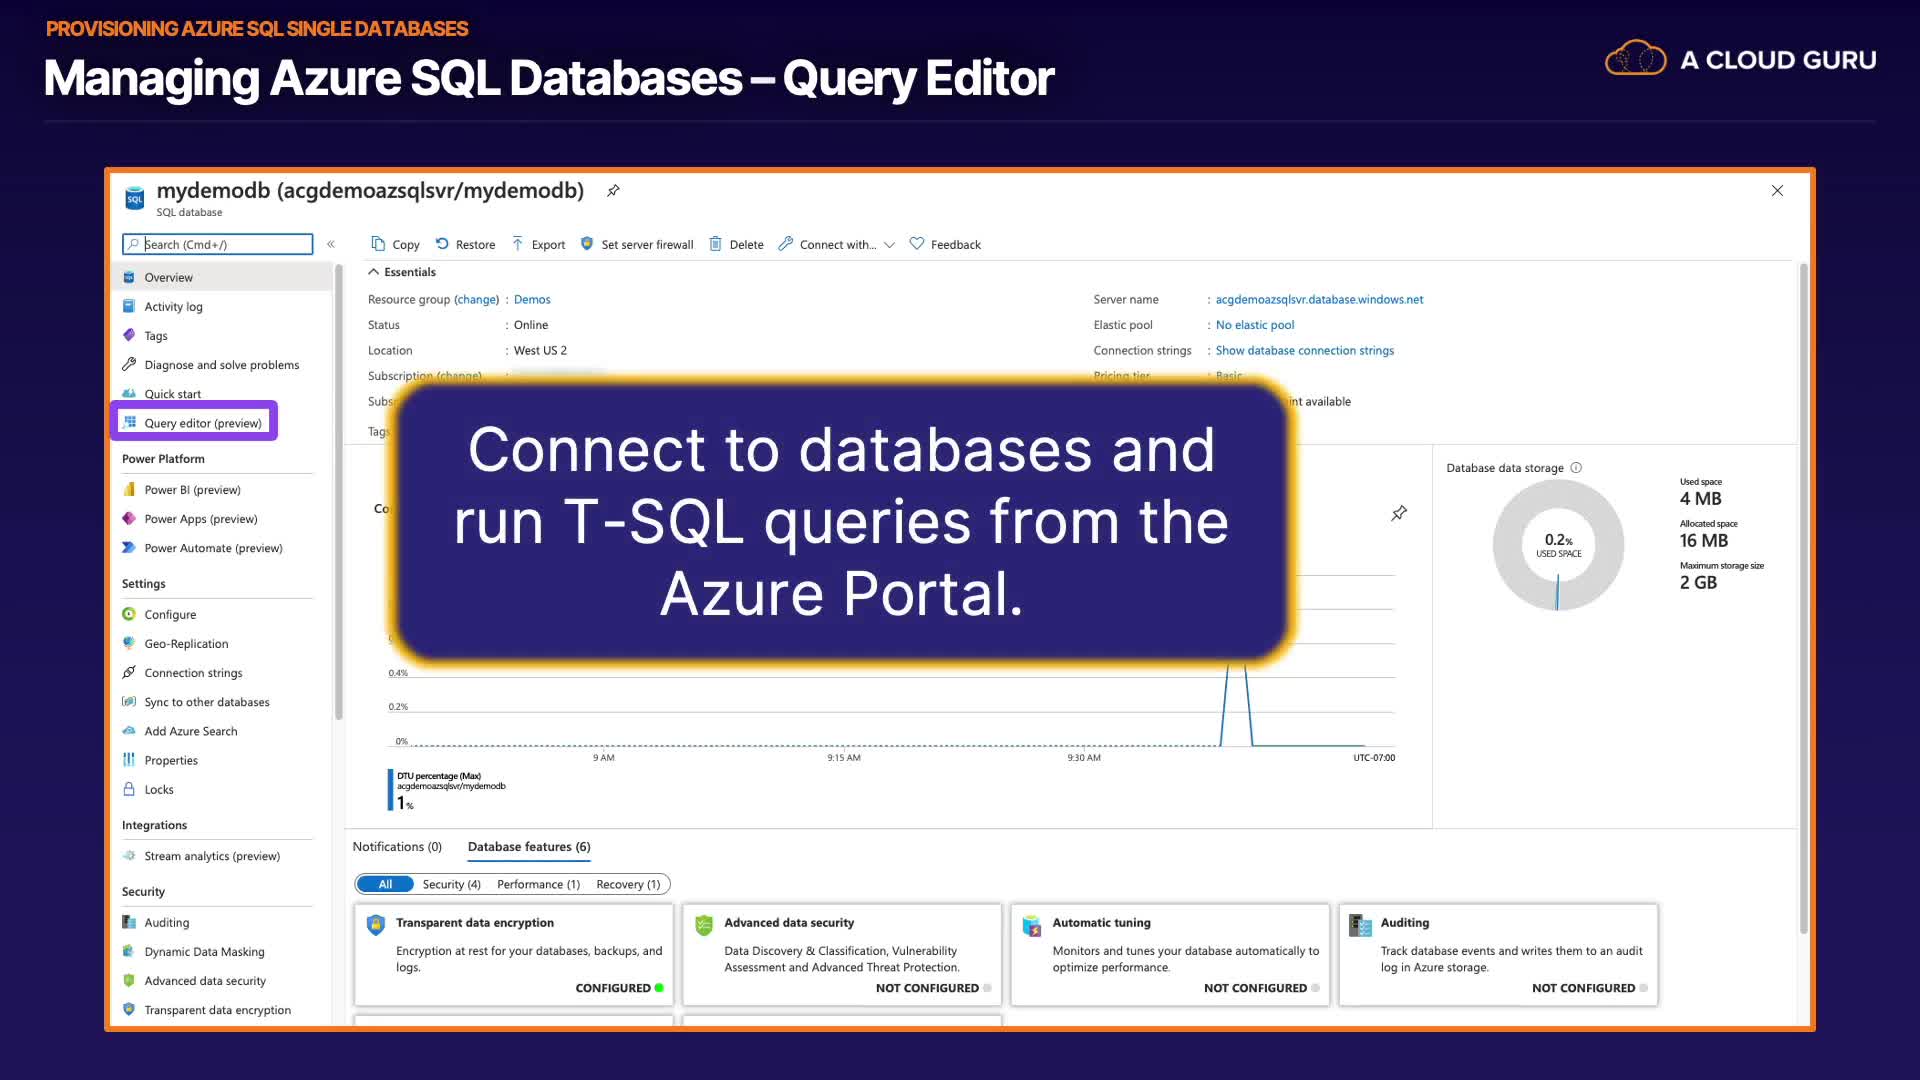 PROVISIONING AZURE SQL SINGLE DATABASES
Managing Azure SQL Databases – Query Editor
A CLOUD GURU
SQL
mydemodb (acgdemoazsqlsvr/mydemodb)
SQL database
Search (Cmd+/)
«
Copy
Restore
Export
Set server firewall
Delete
Connect with...
Feedback
Overview
Activity log
Tags
Diagnose and solve problems
Quick start
Query editor (preview)
Power Platform
Power BI (preview)
Power Apps (preview)
Power Automate (preview)
Settings
Configure
Geo-Replication
Connection strings
Sync to other databases
Add Azure Search
Properties
Locks
Integrations
Stream analytics (preview)
Security
Auditing
Dynamic Data Masking
Advanced data security
Transparent data encryption
Essentials
Resource group (change) : Demos
Status : Online
Location : West US 2
Subscription (change) :
Tags
Server name : acgdemoazsqlsvr.database.windows.net
Elastic pool : No elastic pool
Connection strings : Show database connection strings
Pricing tier : Basic
available
Connect to databases and
run T-SQL queries from the
Azure Portal.
0.4%
0.2%
0%
9 AM
9:15 AM
9:30 AM
UTC-07:00
DTU percentage (Max)
acgdemoazsqlsvr/mydemodb
1%
Database data storage
0.2%
USED SPACE
Used space
4 MB
Allocated space
16 MB
Maximum storage size
2 GB
Notifications (0)
Database features (6)
All
Security (4)
Performance (1)
Recovery (1)
Transparent data encryption
Encryption at rest for your databases, backups, and
logs.
CONFIGURED
Advanced data security
Data Discovery & Classification, Vulnerability
Assessment and Advanced Threat Protection.
NOT CONFIGURED
Automatic tuning
Monitors and tunes your database automatically to
optimize performance.
NOT CONFIGURED
Auditing
Track database events and writes them to an audit
log in Azure storage.
NOT CONFIGURED